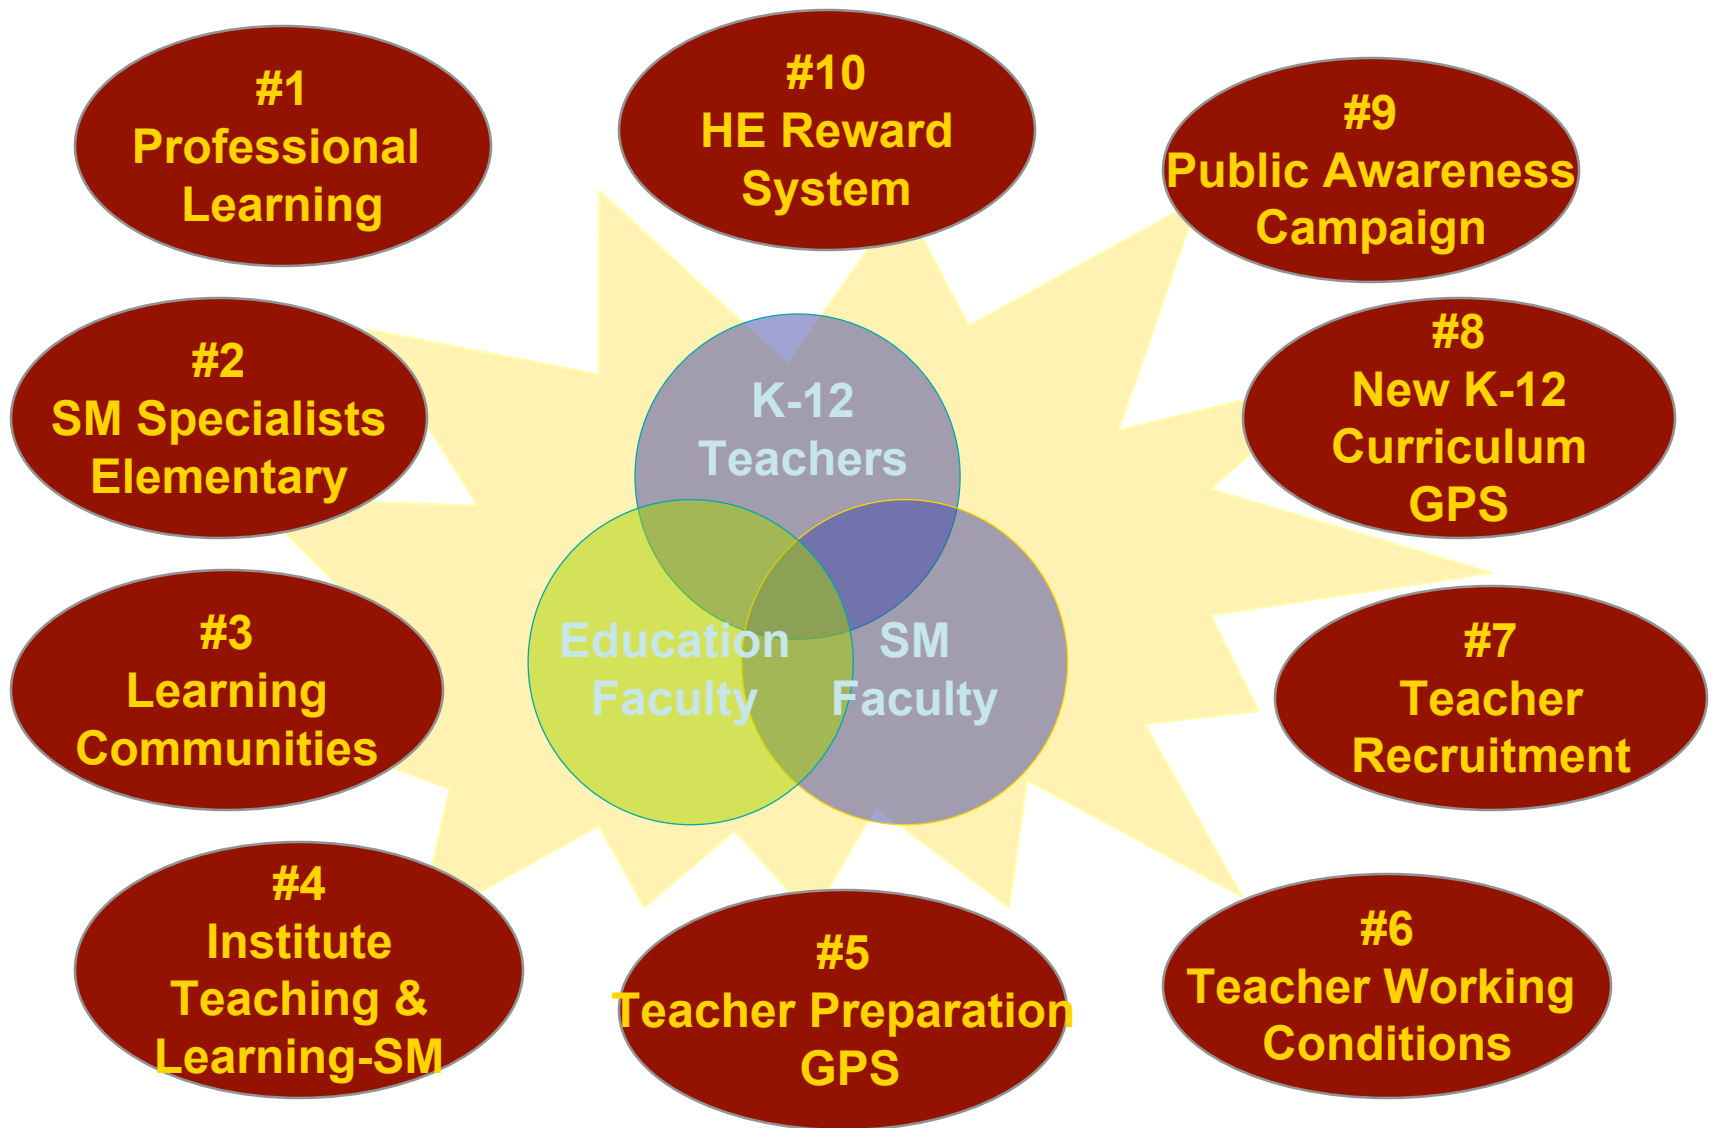 #1
Professional
Learning
#10
HE Reward
System
#9
Public Awareness
Campaign
#2
SM Specialists
Elementary
K-12
Teachers
#8
New K-12
Curriculum
GPS
#3
Learning
Communities
Education
Faculty
SM
Faculty
#7
Teacher
Recruitment
#4
Institute
Teaching &
Learning-SM
#5
Teacher Preparation
GPS
#6
Teacher Working
Conditions